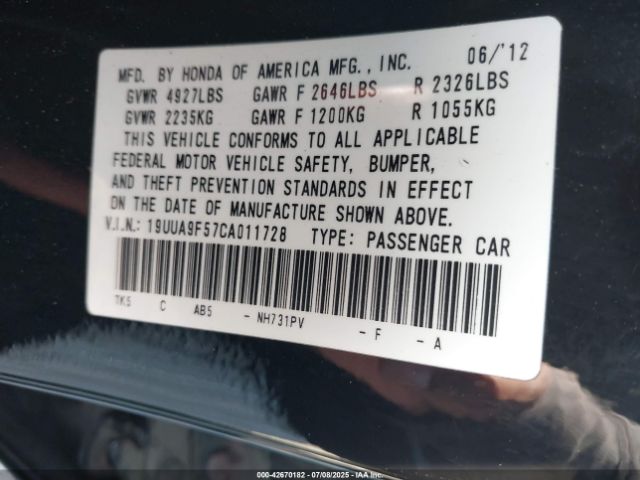 MFD. BY HONDA OF AMERICA MFG., INC. 06/'12
GVWR 4927LBS GAWR F 2646LBS R 2326LBS
GVWR 2235KG GAWR F 1200KG R 1055KG
THIS VEHICLE CONFORMS TO ALL APPLICABLE
FEDERAL MOTOR VEHICLE SAFETY, BUMPER,
AND THEFT PREVENTION STANDARDS IN EFFECT
ON THE DATE OF MANUFACTURE SHOWN ABOVE.
V.I.N.: 19UUA9F57CA011728 TYPE: PASSENGER CAR
TK5 C AB5 - NH731PV - F - A
000-42670182 07/08/2025 - Copyright IAA, Inc.